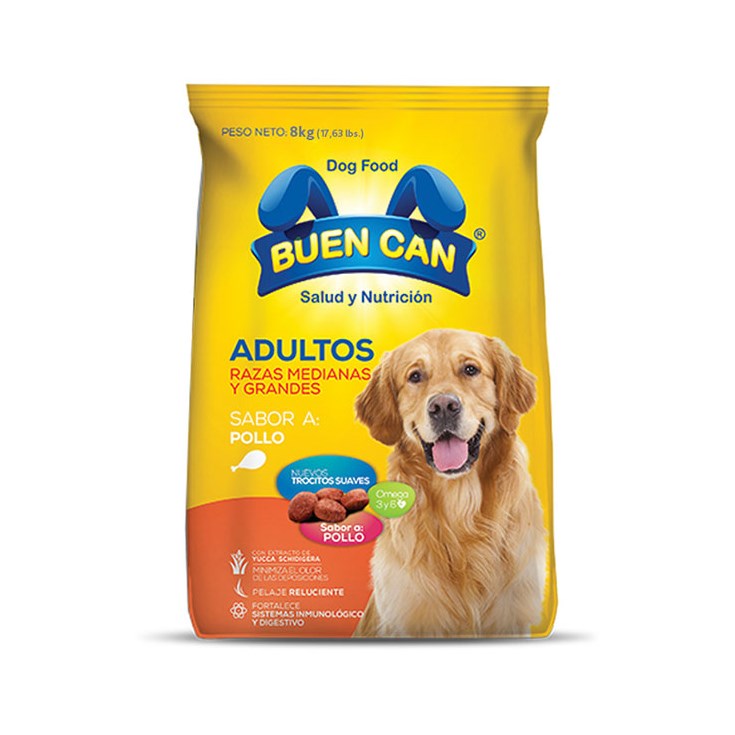 PESO NETO: 8kg (17,63 lbs.)
Dog Food
BUEN CAN ®
Salud y Nutrición
ADULTOS
RAZAS MEDIANAS
Y GRANDES
SABOR A:
POLLO
NUEVOS
TROCITOS SUAVES
Omega
3 y 6
Sabor a:
POLLO
CON EXTRACTO DE
YUCCA SCHIDIGERA
MINIMIZA EL OLOR
DE LAS DEPOSICIONES
PELAJE RELUCIENTE
FORTALECE
SISTEMAS INMUNOLÓGICO
Y DIGESTIVO